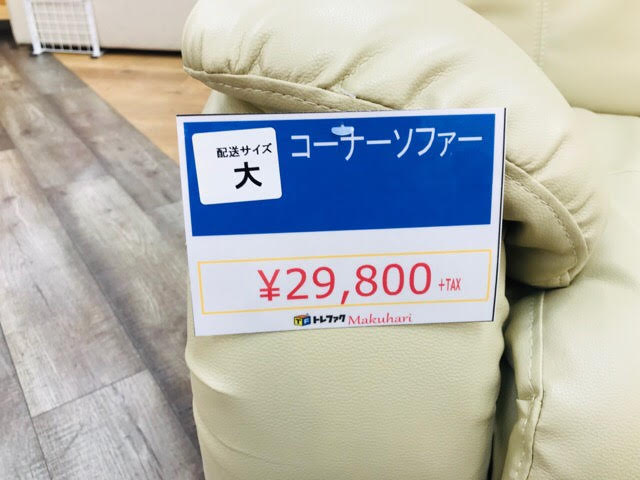 配送サイズ
大
コーナーソファー
¥29,800 +TAX
TF トレファク Makuhari